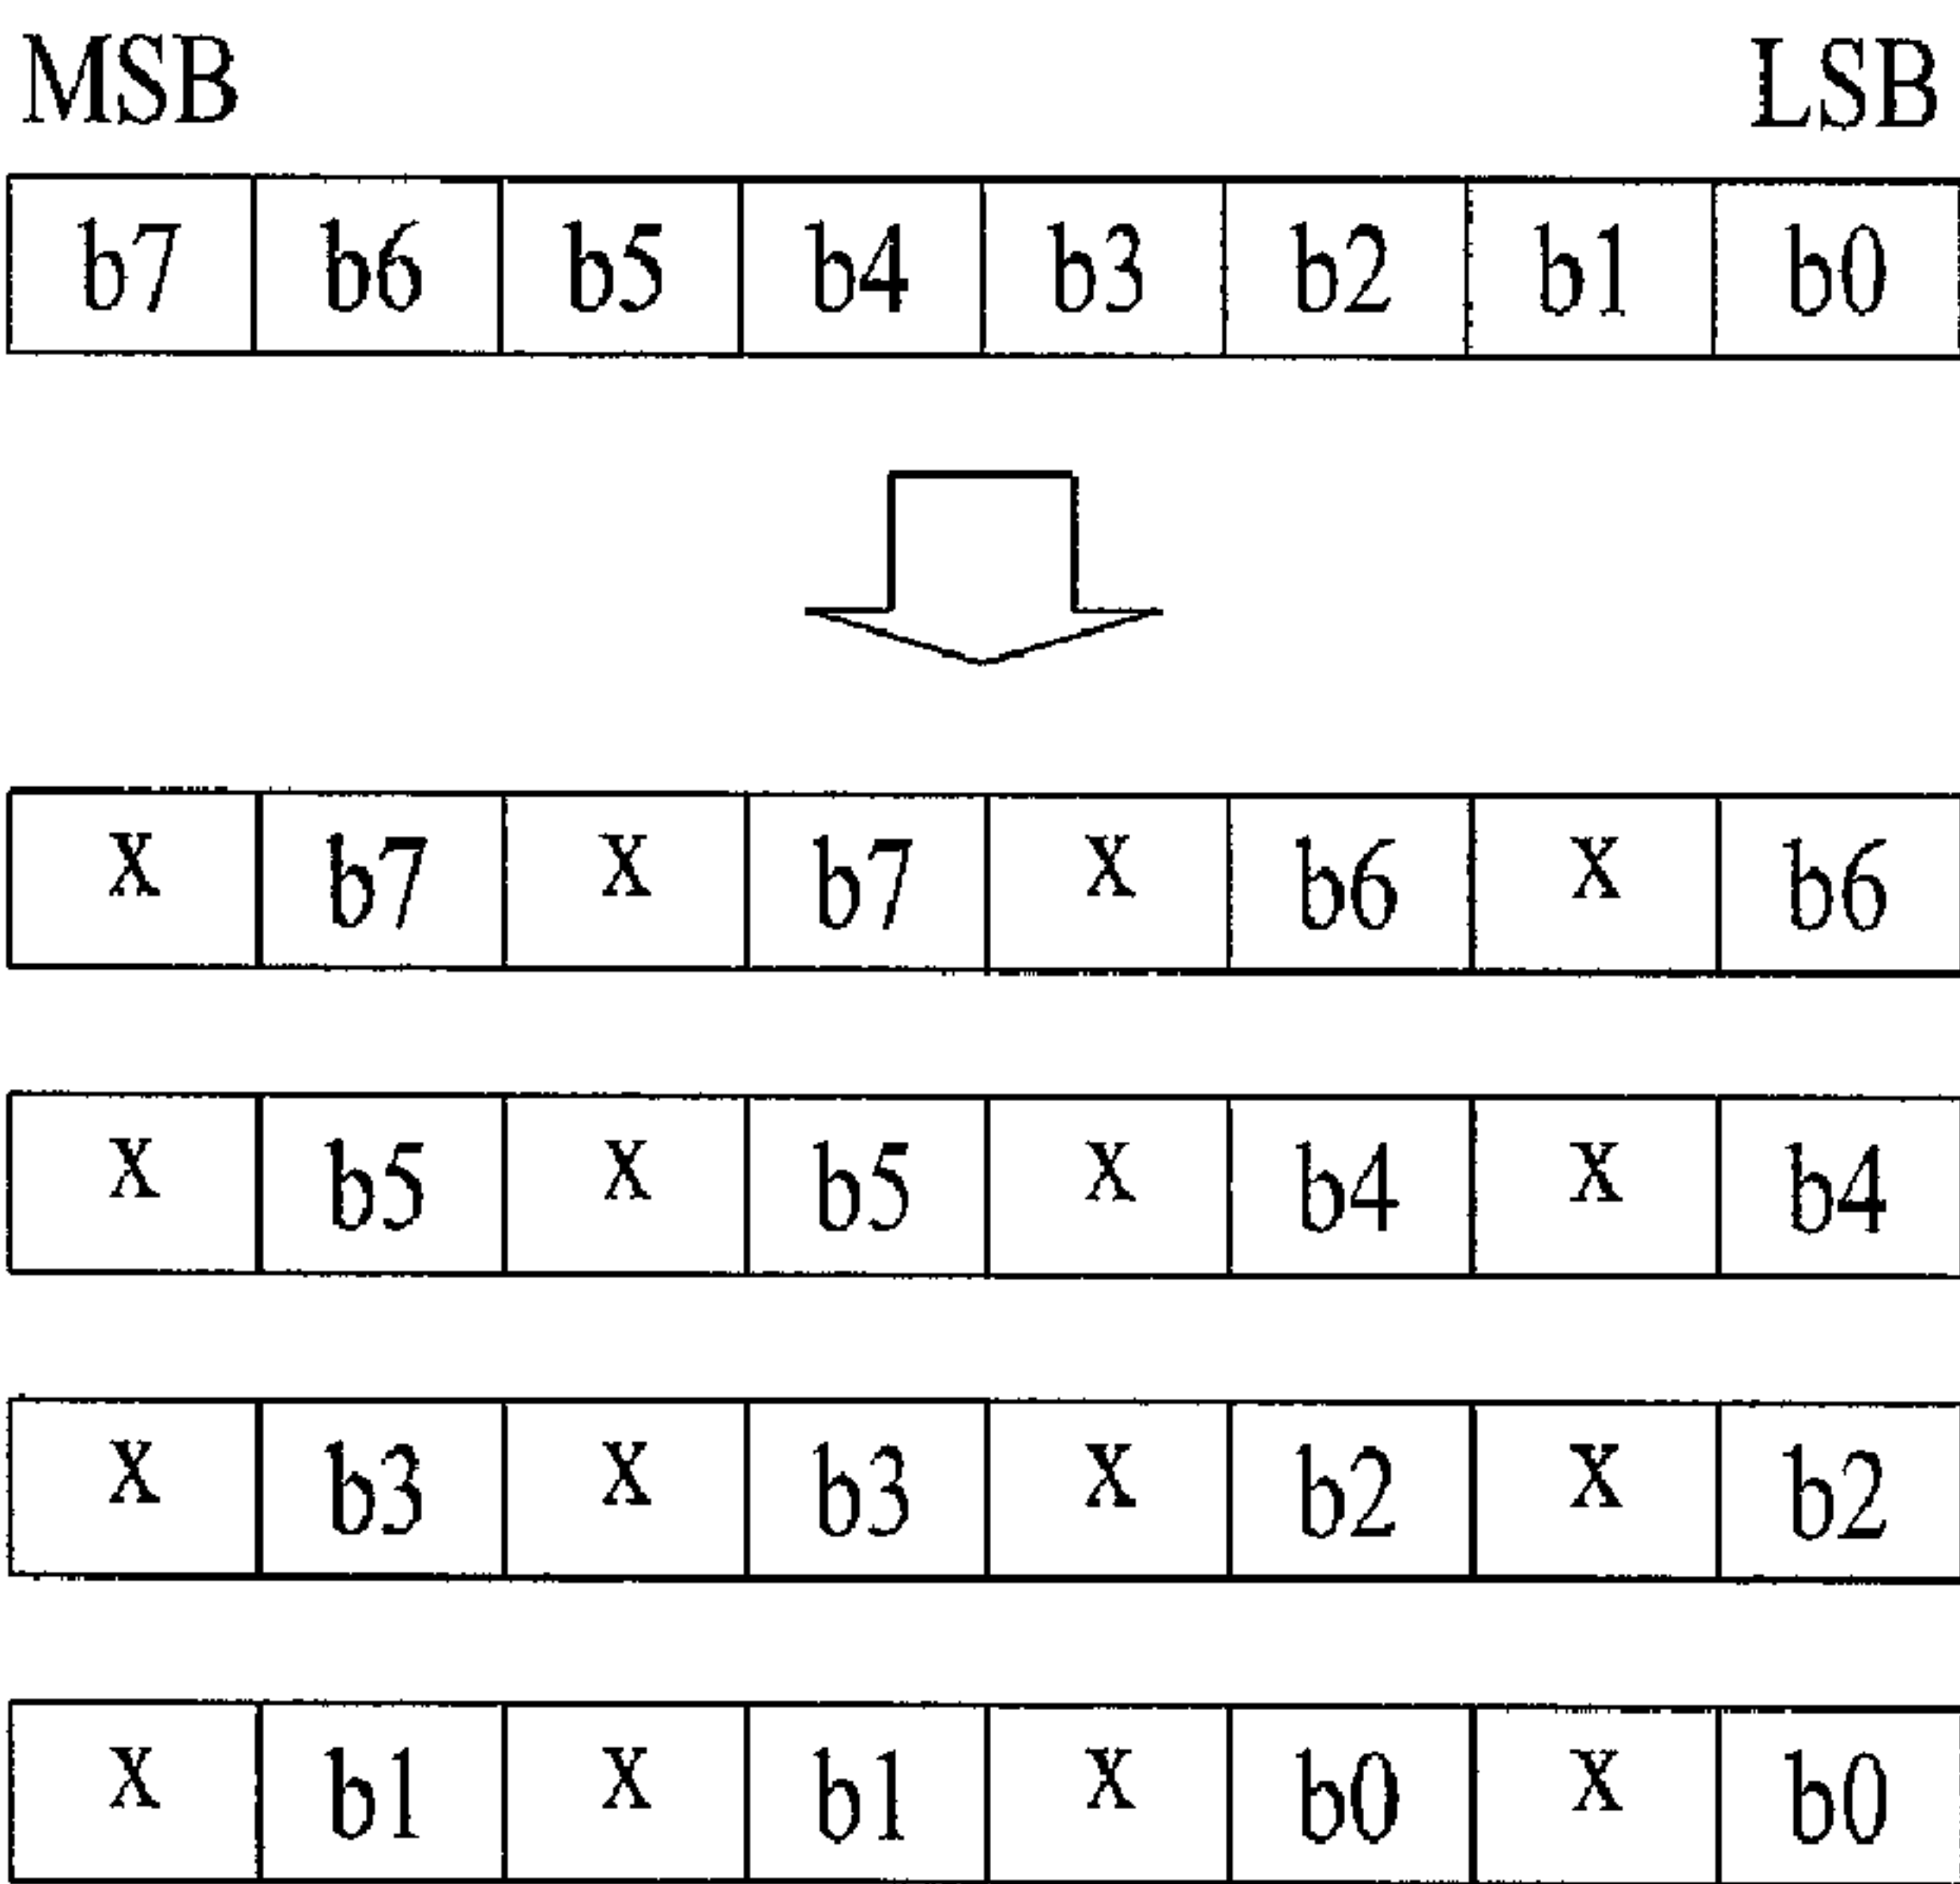 MSB LSB
b7 b6 b5 b4 b3 b2 b1 b0
X b7 X b7 X b6 X b6
X b5 X b5 X b4 X b4
X b3 X b3 X b2 X b2
X b1 X b1 X b0 X b0